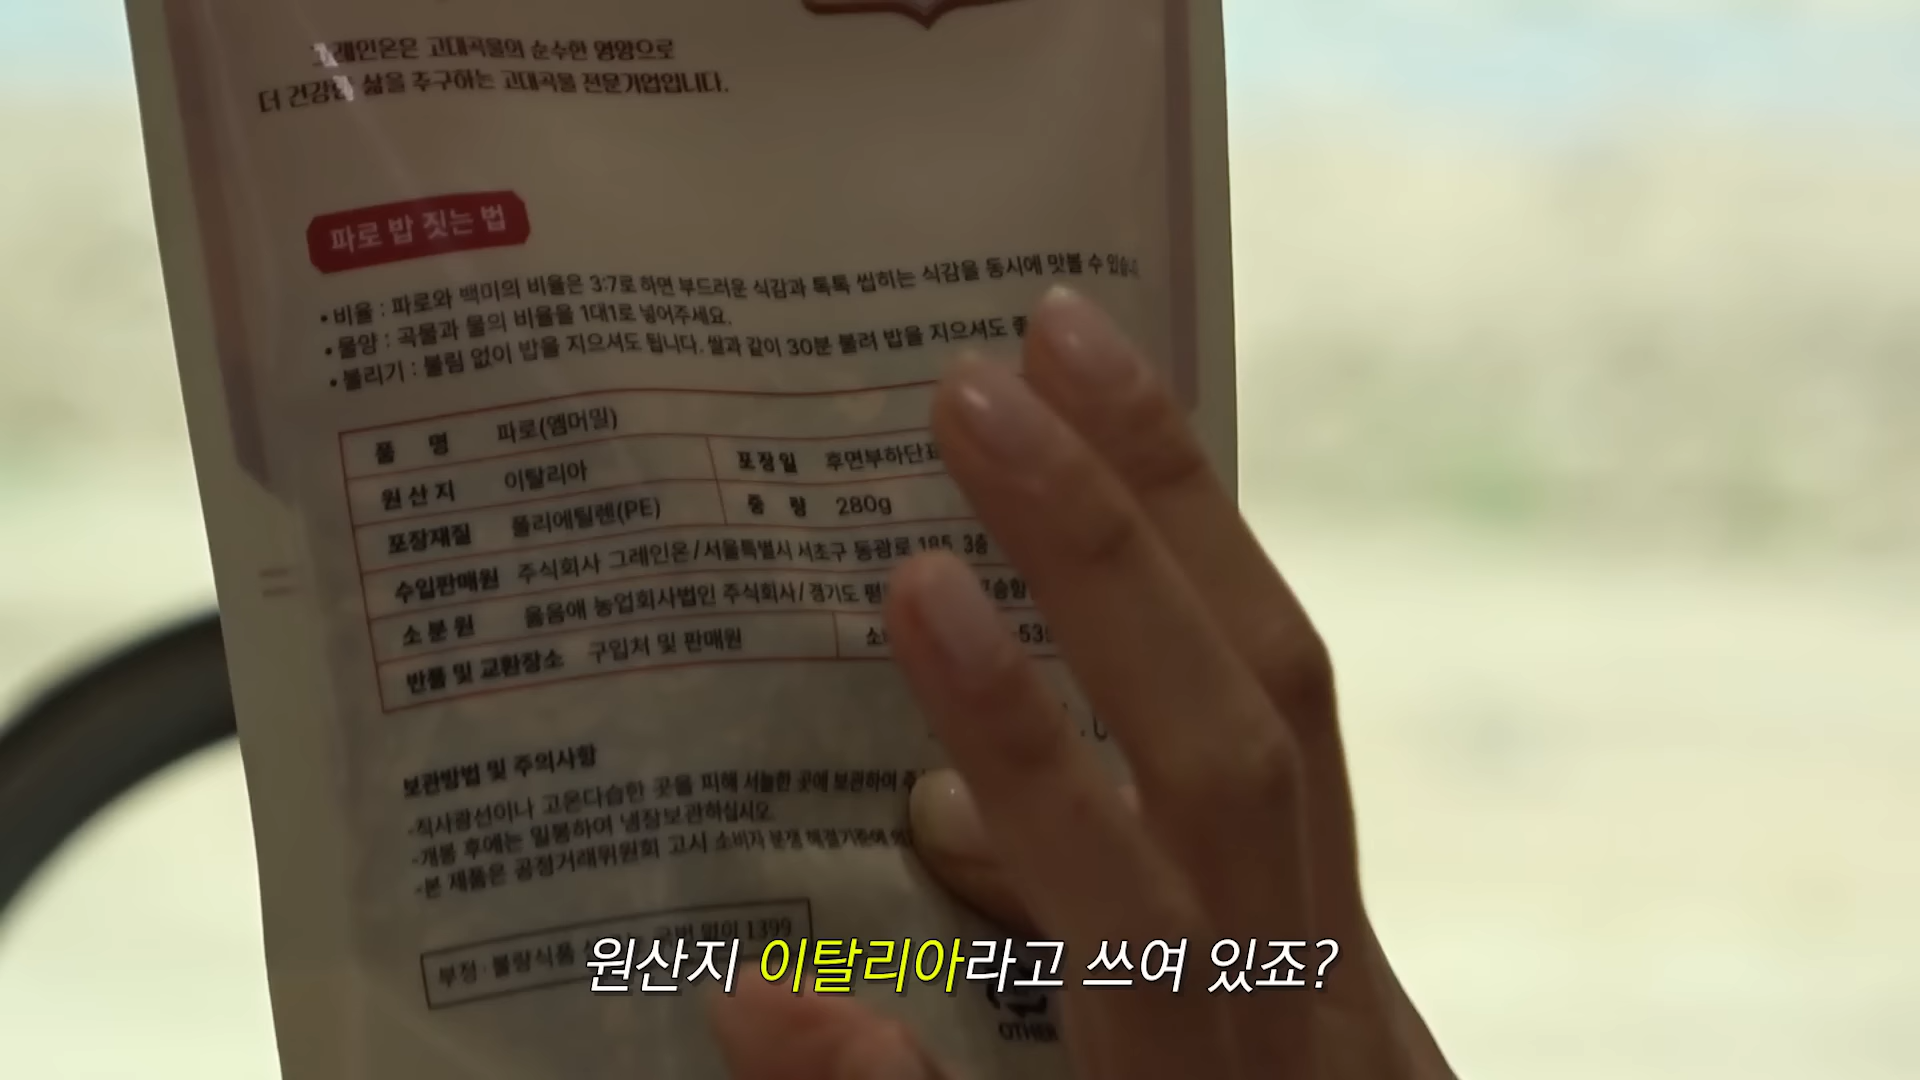 그레인온은 고대곡물의 순수한 영양으로
더 건강한 삶을 추구하는 고대곡물 전문기업입니다.
파로 밥 짓는 법
• 비율 : 파로와 백미의 비율은 3:7로 하면 부드러운 식감과 톡톡 씹히는 식감을 동시에 맛볼 수
• 물양 : 곡물과 물의 비율을 1대1로 넣어주세요.
• 불리기 : 불림 없이 밥을 지으셔도 됩니다. 쌀과 같이 30분 불려 밥을 지으셔도
품 명 파로(엠머밀)
원산지 이탈리아 포장일 후면부하단
포장재질 폴리에틸렌(PE) 중 량 280g
수입판매원 주식회사 그레인온/서울특별시 서초구 동광로 185, 3층
소분원 농업회사법인 주식회사/경기도
반품 및 교환장소 구입처 및 판매원
보관방법 및 주의사항
-직사광선이나 고온다습한 곳을 피해 서늘한 곳에 보관하여
-개봉 후에는 밀봉하여 냉장보관하십시오.
-본 제품은 공정거래위원회 고시 소비자 분쟁 해결기준에
부정·불량식품 신고는 국번 없이 1399
원산지 이탈리아라고 쓰여 있죠?
OTHER